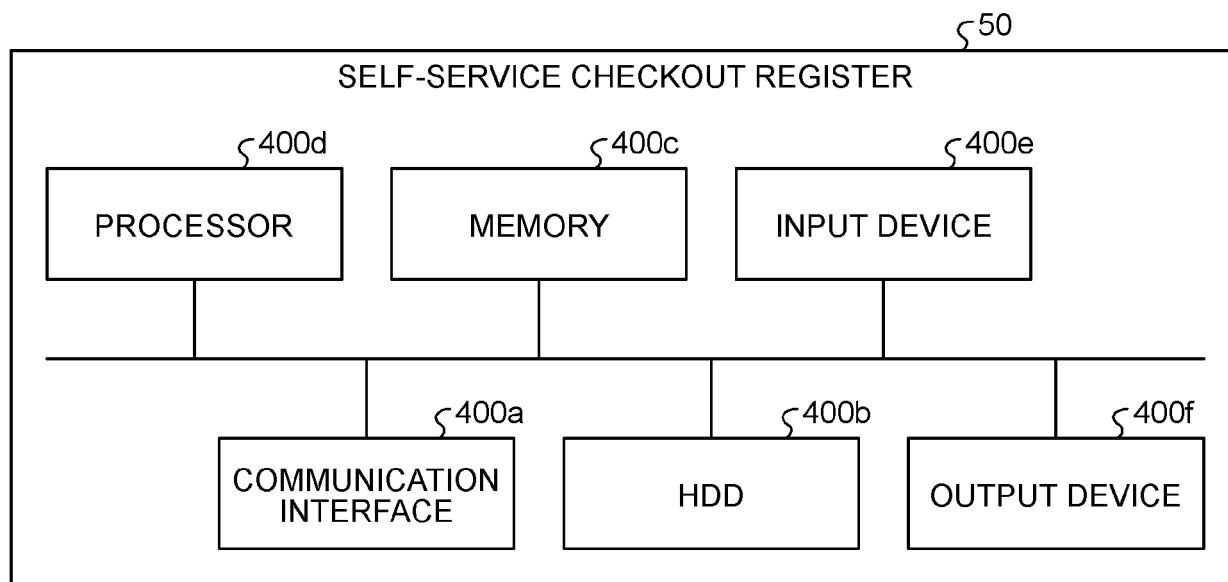 50
SELF-SERVICE CHECKOUT REGISTER
400d
400c
400e
PROCESSOR
MEMORY
INPUT DEVICE
400a
400b
400f
COMMUNICATION
INTERFACE
HDD
OUTPUT DEVICE